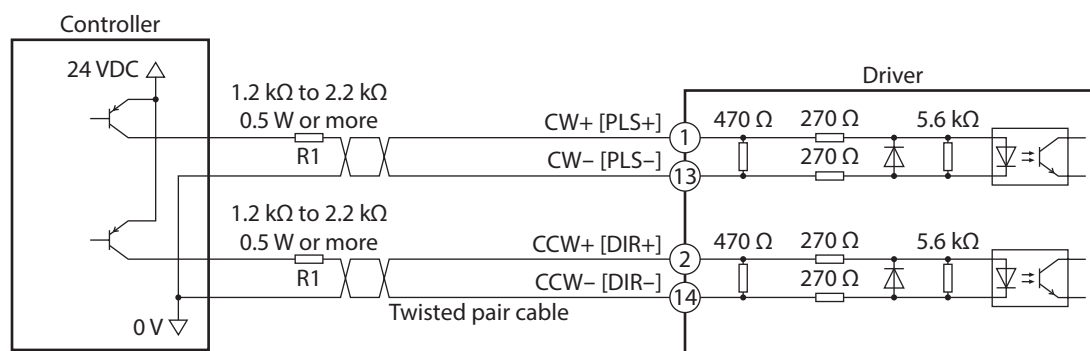 Controller
24 VDC
1.2 kΩ to 2.2 kΩ
0.5 W or more
R1
CW+ [PLS+]
CW– [PLS–]
1
13
Driver
470 Ω
270 Ω
5.6 kΩ
270 Ω
1.2 kΩ to 2.2 kΩ
0.5 W or more
R1
CCW+ [DIR+]
CCW– [DIR–]
2
14
470 Ω
270 Ω
5.6 kΩ
270 Ω
Twisted pair cable
0 V